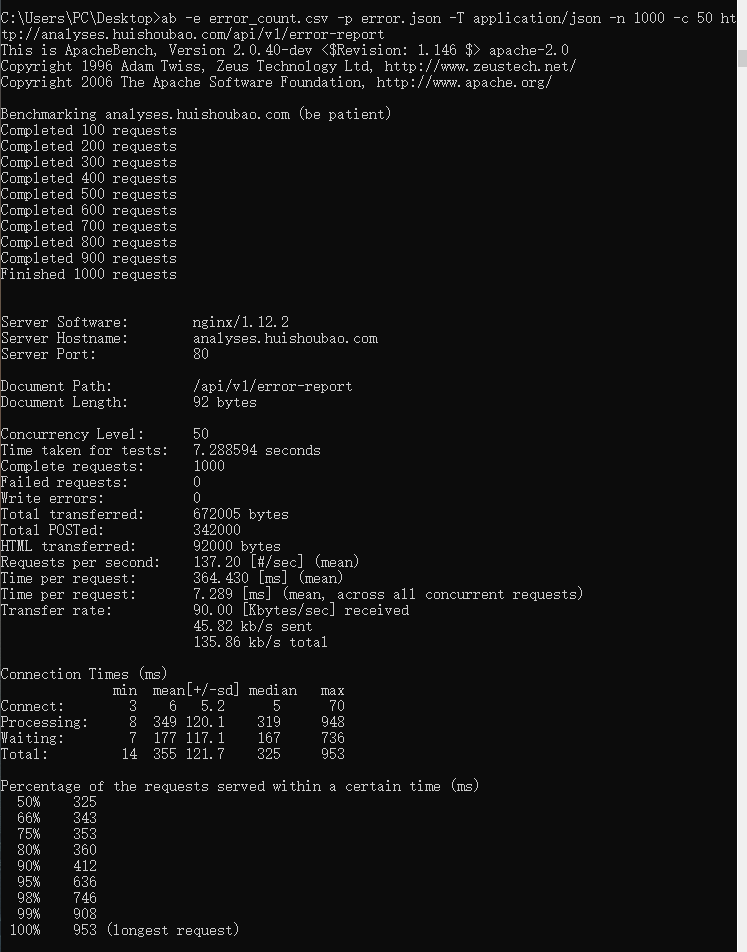 C:\Users\PC\Desktop>ab -e error_count.csv -p error.json -T application/json -n 1000 -c 50 ht
tp://analyses.huishoubao.com/api/v1/error-report
This is ApacheBench, Version 2.0.40-dev <$Revision: 1.146 $> apache-2.0
Copyright 1996 Adam Twiss, Zeus Technology Ltd, http://www.zeustech.net/
Copyright 2006 The Apache Software Foundation, http://www.apache.org/

Benchmarking analyses.huishoubao.com (be patient)
Completed 100 requests
Completed 200 requests
Completed 300 requests
Completed 400 requests
Completed 500 requests
Completed 600 requests
Completed 700 requests
Completed 800 requests
Completed 900 requests
Finished 1000 requests


Server Software:        nginx/1.12.2
Server Hostname:        analyses.huishoubao.com
Server Port:            80

Document Path:          /api/v1/error-report
Document Length:        92 bytes

Concurrency Level:      50
Time taken for tests:   7.288594 seconds
Complete requests:      1000
Failed requests:        0
Write errors:           0
Total transferred:      672005 bytes
Total POSTed:           342000
HTML transferred:       92000 bytes
Requests per second:    137.20 [#/sec] (mean)
Time per request:       364.430 [ms] (mean)
Time per request:       7.289 [ms] (mean, across all concurrent requests)
Transfer rate:          90.00 [Kbytes/sec] received
                        45.82 kb/s sent
                        135.86 kb/s total

Connection Times (ms)
              min  mean[+/-sd] median   max
Connect:        3    6   5.2      5      70
Processing:     8  349 120.1    319     948
Waiting:        7  177 117.1    167     736
Total:         14  355 121.7    325     953

Percentage of the requests served within a certain time (ms)
  50%    325
  66%    343
  75%    353
  80%    360
  90%    412
  95%    636
  98%    746
  99%    908
 100%    953 (longest request)